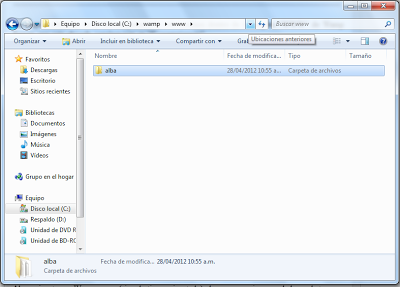 Equipo ▸ Disco local (C:) ▸ wamp ▸ www ▸
Buscar www
Organizar
Abrir
Incluir en biblioteca
Compartir con
Ubicaciones anteriores
Nombre
Fecha de modifica...
Tipo
Tamaño
alba
28/04/2012 10:55 a....
Carpeta de archivos
Favoritos
Descargas
Escritorio
Sitios recientes
Bibliotecas
Documentos
Imágenes
Música
Vídeos
Grupo en el hogar
Equipo
Disco local (C:)
Respaldo (D:)
Unidad de DVD R
Unidad de BD-RO
alba
Fecha de modifica... 28/04/2012 10:55 a.m.
Carpeta de archivos